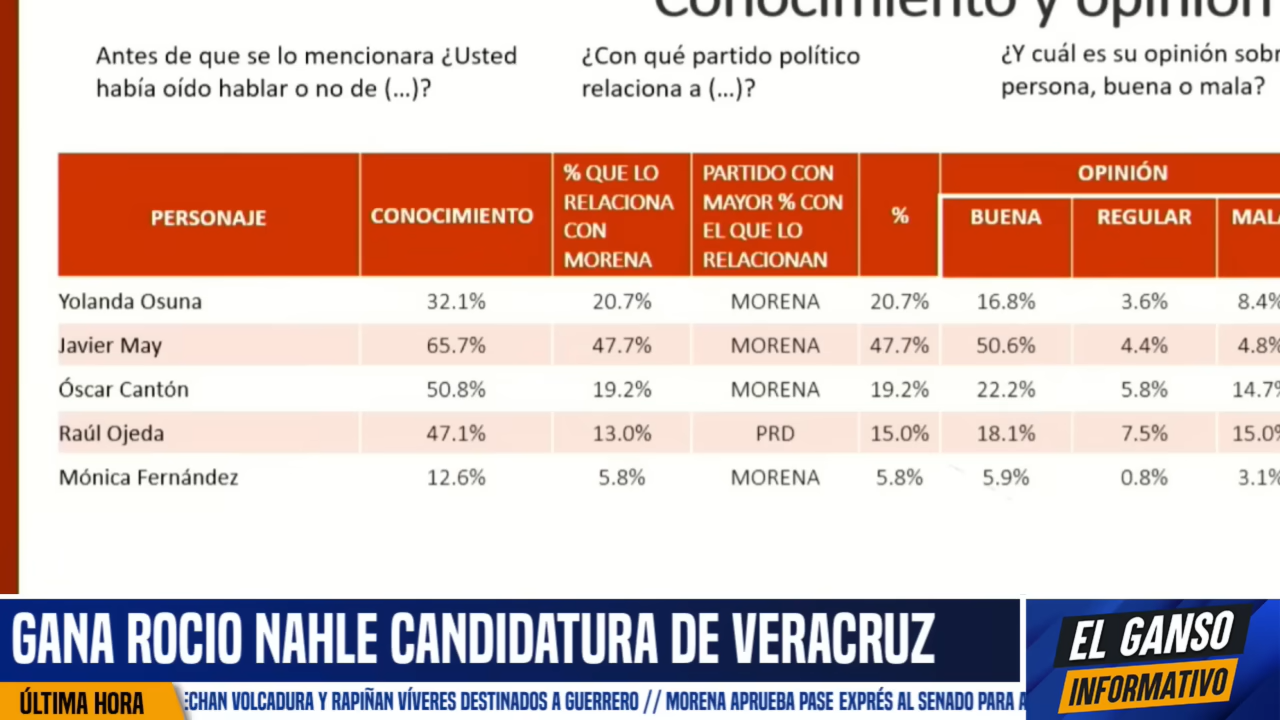 Conocimiento y opinión
Antes de que se lo mencionara ¿Usted
había oído hablar o no de (...)?
¿Con qué partido político
relaciona a (...)?
¿Y cuál es su opinión sobr
persona, buena o mala?
PERSONAJE
CONOCIMIENTO
% QUE LO
RELACIONA
CON
MORENA
PARTIDO CON
MAYOR % CON
EL QUE LO
RELACIONAN
%
OPINIÓN
BUENA REGULAR MALA
Yolanda Osuna 32.1% 20.7% MORENA 20.7% 16.8% 3.6% 8.4%
Javier May 65.7% 47.7% MORENA 47.7% 50.6% 4.4% 4.8%
Óscar Cantón 50.8% 19.2% MORENA 19.2% 22.2% 5.8% 14.7%
Raúl Ojeda 47.1% 13.0% PRD 15.0% 18.1% 7.5% 15.0%
Mónica Fernández 12.6% 5.8% MORENA 5.8% 5.9% 0.8% 3.1%
GANA ROCIO NAHLE CANDIDATURA DE VERACRUZ
EL GANSO
INFORMATIVO
ÚLTIMA HORA
ECHAN VOLCADURA Y RAPIÑAN VÍVERES DESTINADOS A GUERRERO // MORENA APRUEBA PASE EXPRÉS AL SENADO PARA A